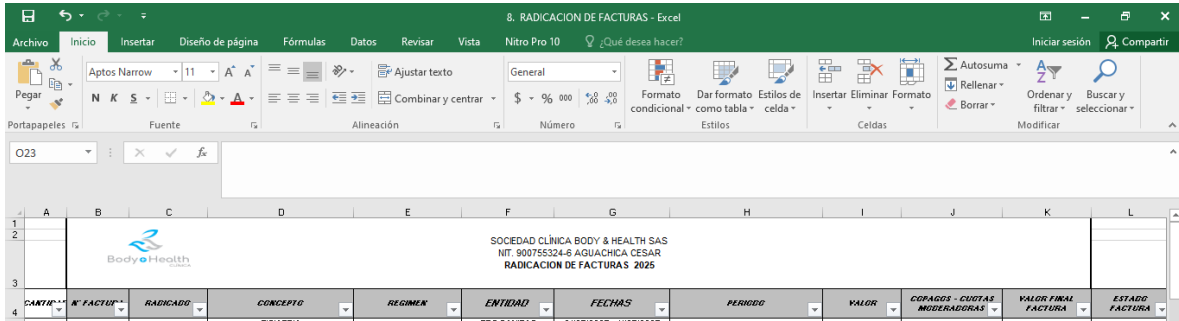 8. RADICACION DE FACTURAS - Excel
Archivo Inicio Insertar Diseño de página Fórmulas Datos Revisar Vista Nitro Pro 10 ¿Qué desea hacer? Iniciar sesión Compartir
Pegar
Aptos Narrow 11 A A
N K S A
Ajustar texto
Combinar y centrar
General
$ % 000
Formato condicional
Dar formato como tabla
Estilos de celda
Insertar Eliminar Formato
Autosuma
Rellenar
Borrar
Ordenar y filtrar
Buscar y seleccionar
Portapapeles Fuente Alineación Número Estilos Celdas Modificar
O23 fx
A B C D E F G H I J K L
1
2
Body Health
CLINICA
SOCIEDAD CLÍNICA BODY & HEALTH SAS
NIT. 900755324-6 AGUACHICA CESAR
RADICACION DE FACTURAS 2025
3
4 N° RADICADO CONCEPTO REGIMEN ENTIDAD FECHAS PERIODO VALOR COPAGOS - CUOTAS MODERADORAS VALOR FINAL FACTURA ESTADO FACTURA